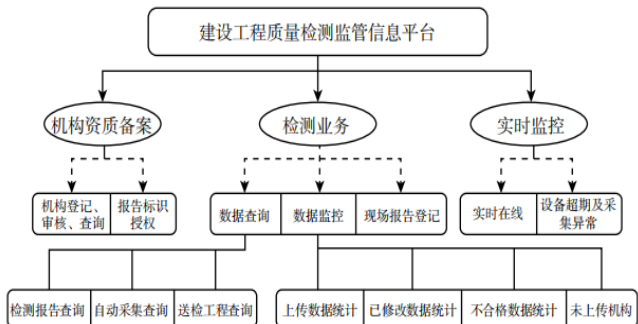 建设工程质量检测监管信息平台
机构资质备案
检测业务
实时监控
机构登记、
审核、查询
报告标识
授权
数据查询
数据监控
现场报告登记
实时在线
设备超期及采
集异常
检测报告查询
自动采集查询
送检工程查询
上传数据统计
已修改数据统计
不合格数据统计
未上传机构